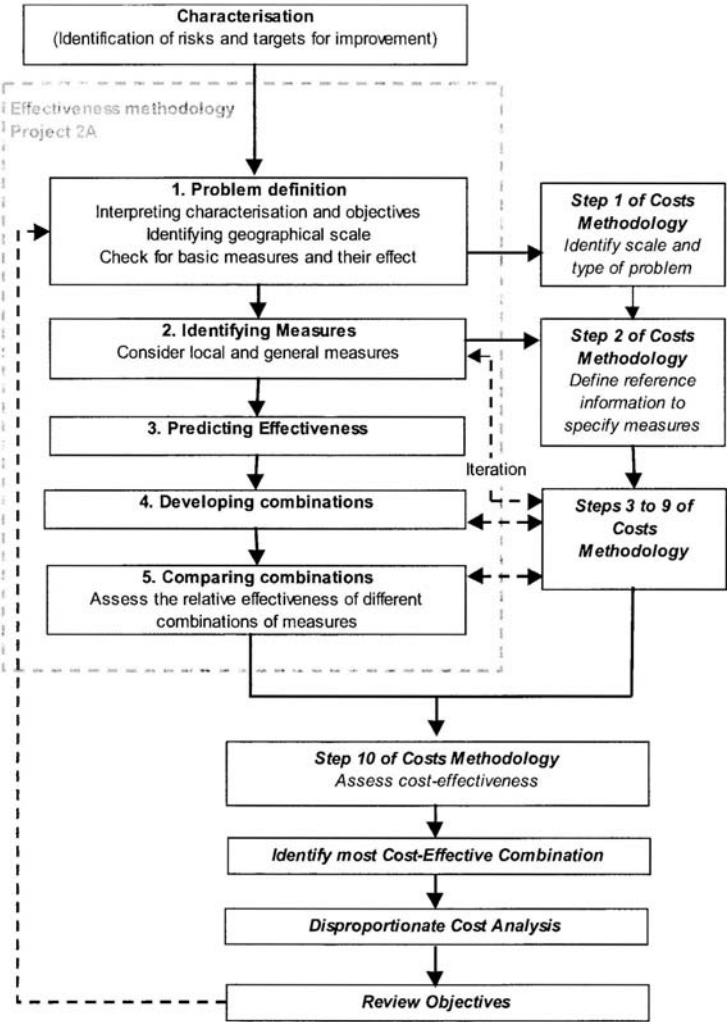 Characterisation
(Identification of risks and targets for improvement)
Effectiveness methodology
Project 2A
1. Problem definition
Interpreting characterisation and objectives
Identifying geographical scale
Check for basic measures and their effect
Step 1 of Costs
Methodology
Identify scale and
type of problem
2. Identifying Measures
Consider local and general measures
Step 2 of Costs
Methodology
Define reference
information to
specify measures
3. Predicting Effectiveness
Iteration
4. Developing combinations
Steps 3 to 9 of
Costs
Methodology
5. Comparing combinations
Assess the relative effectiveness of different
combinations of measures
Step 10 of Costs Methodology
Assess cost-effectiveness
Identify most Cost-Effective Combination
Disproportionate Cost Analysis
Review Objectives